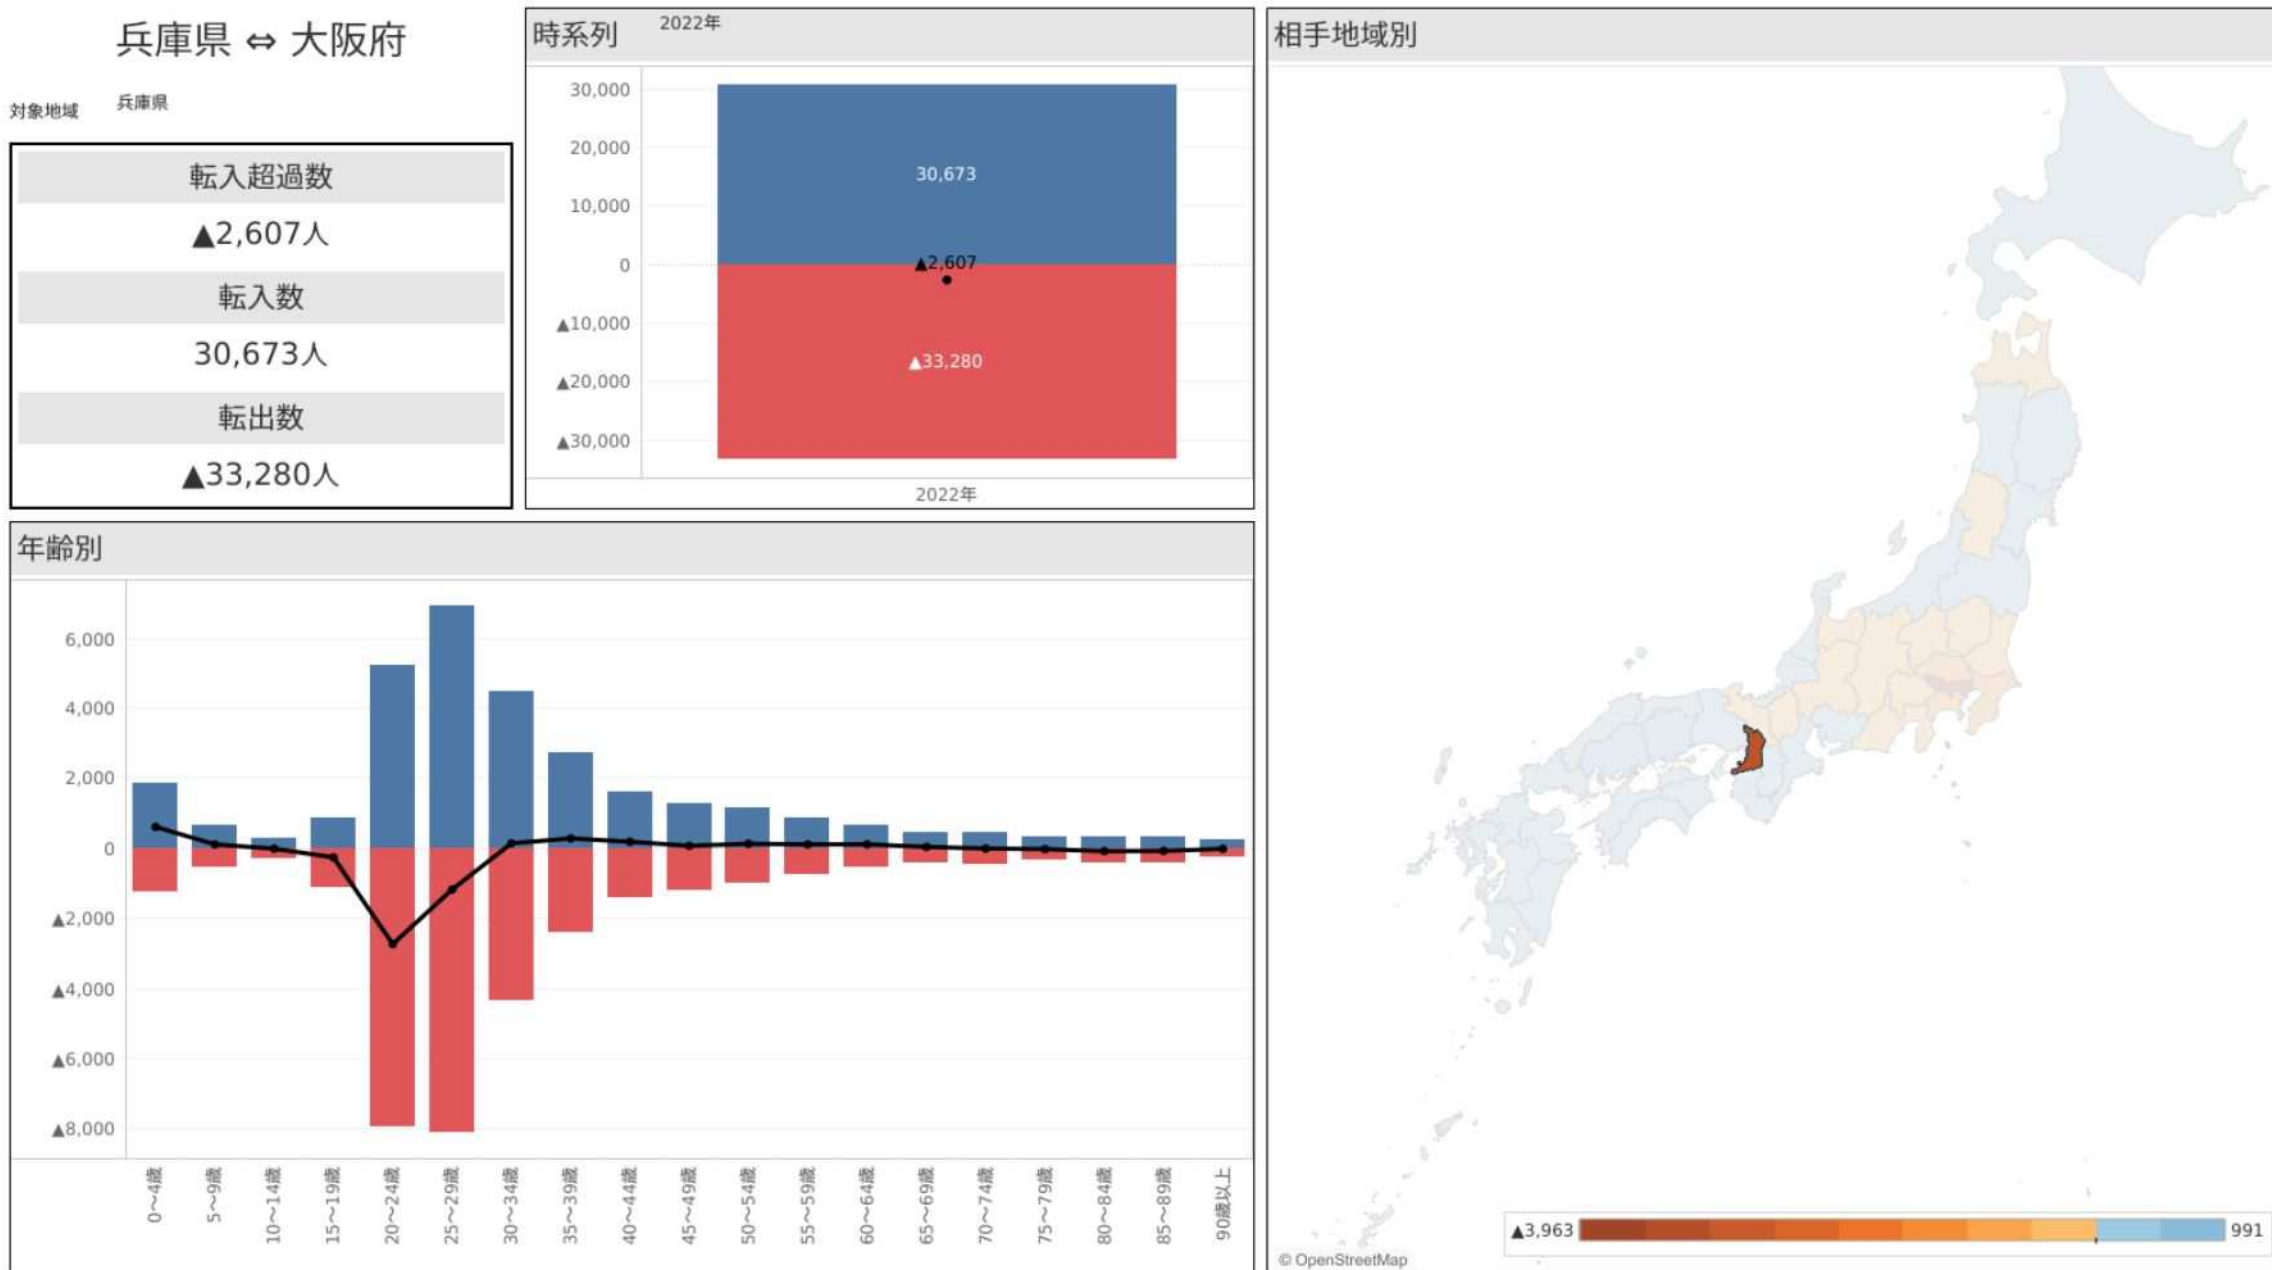 兵庫県 ⇔ 大阪府
対象地域 兵庫県
転入超過数
▲2,607人
転入数
30,673人
転出数
▲33,280人
時系列 2022年
30,000
20,000
10,000
0
▲10,000
▲20,000
▲30,000
30,673
▲2,607
▲33,280
2022年
年齢別
6,000
4,000
2,000
0
▲2,000
▲4,000
▲6,000
▲8,000
0～4歳
5～9歳
10～14歳
15～19歳
20～24歳
25～29歳
30～34歳
35～39歳
40～44歳
45～49歳
50～54歳
55～59歳
60～64歳
65～69歳
70～74歳
75～79歳
80～84歳
85～89歳
90歳以上
相手地域別
▲3,963
991
© OpenStreetMap